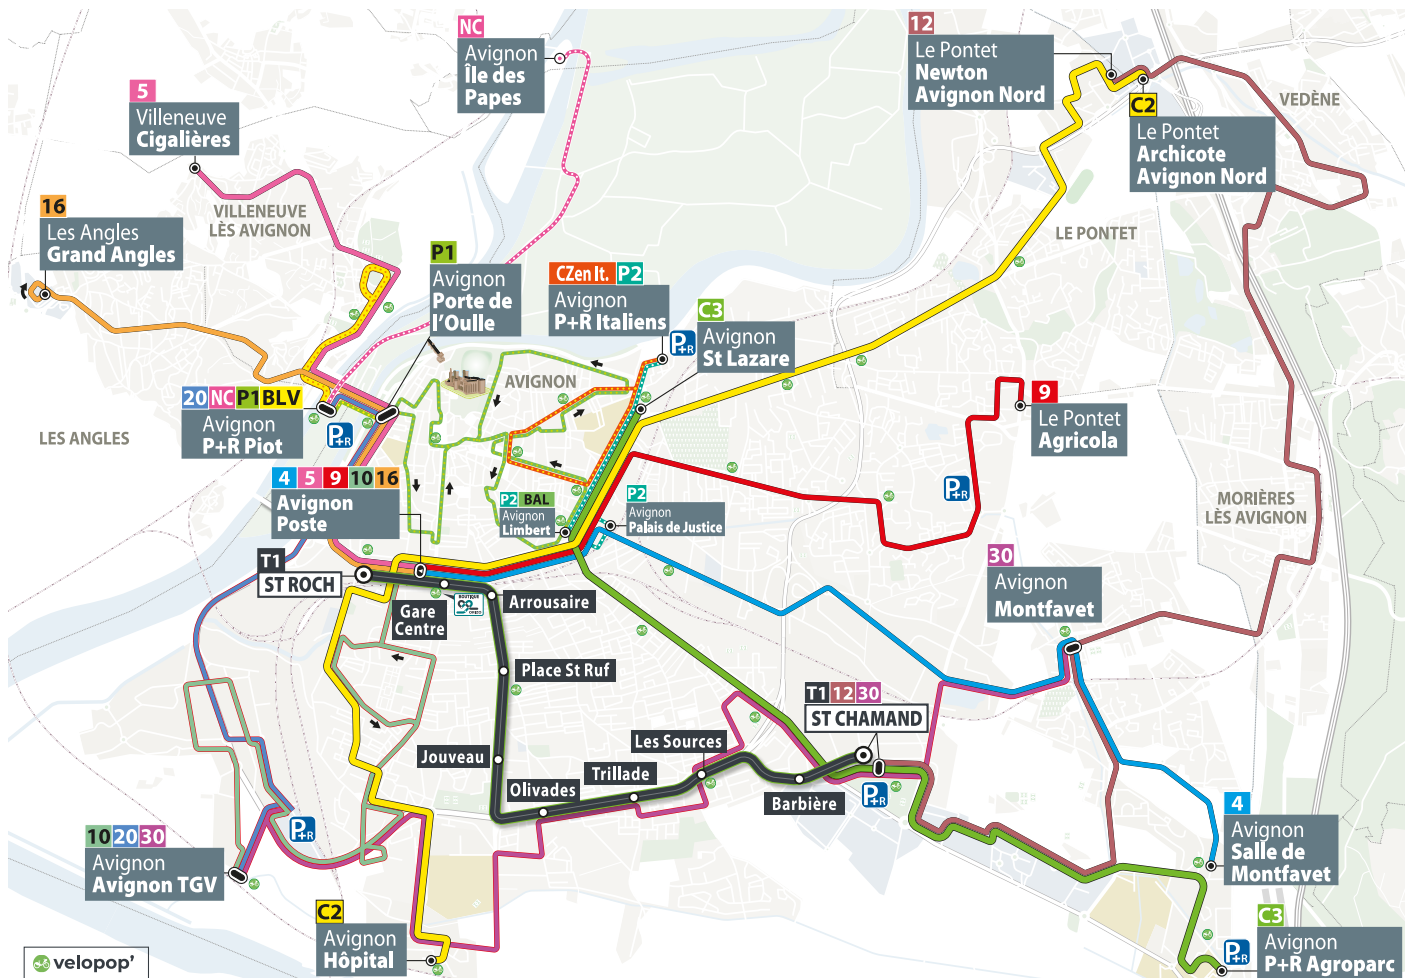 NC
Avignon
Île des
Papes
12
Le Pontet
Newton
Avignon Nord
C2
Le Pontet
Archicote
Avignon Nord
VEDÈNE
5
Villeneuve
Cigalières
16
Les Angles
Grand Angles
VILLENEUVE
LÈS AVIGNON
LE PONTET
P1
Avignon
Porte de
l'Oulle
CZen It. P2
Avignon
P+R Italiens
P+R
C3
Avignon
St Lazare
AVIGNON
20 NC P1 BLV
Avignon
P+R Piot
P+R
LES ANGLES
9
Le Pontet
Agricola
P+R
4 5 9 10 16
Avignon
Poste
P2 BAL
Avignon
Limbert
P2
Avignon
Palais de Justice
MORIÈRES
LÈS AVIGNON
T1
ST ROCH
30
Avignon
Montfavet
Gare
Centre
BOUTIQUE
Arrousaire
Place St Ruf
T1 12 30
ST CHAMAND
Les Sources
Jouveau
Trillade
Olivades
Barbière
P+R
P+R
10 20 30
Avignon
Avignon TGV
4
Avignon
Salle de
Montfavet
C2
Avignon
Hôpital
C3
Avignon
P+R Agroparc
P+R
velopop'